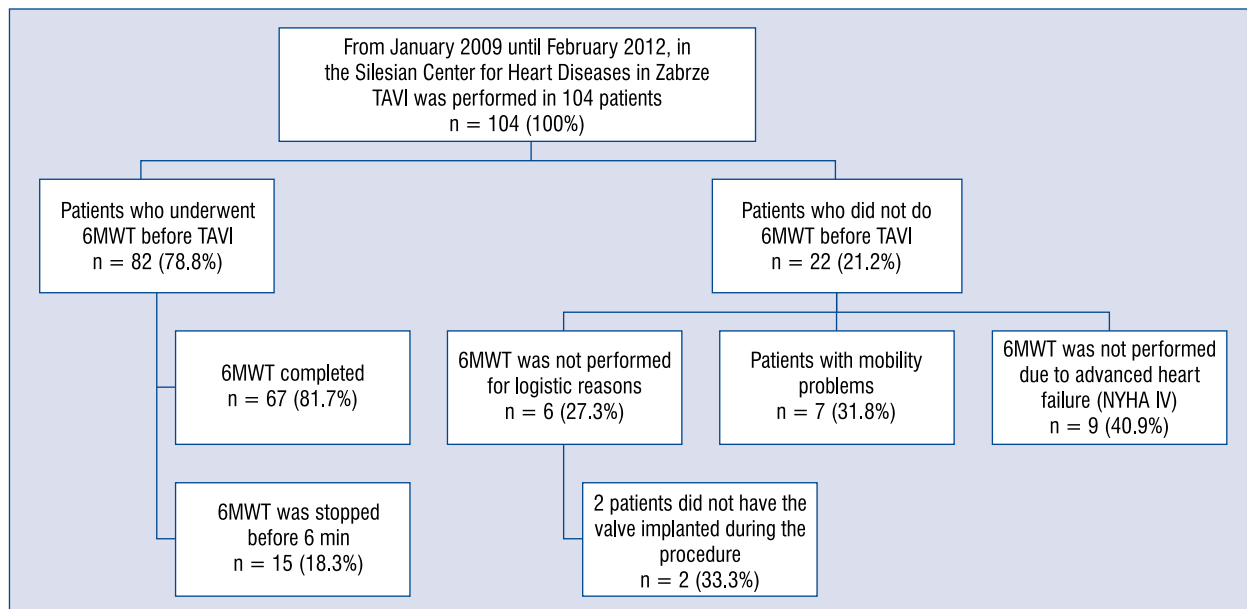 From January 2009 until February 2012, in
the Silesian Center for Heart Diseases in Zabrze
TAVI was performed in 104 patients
n = 104 (100%)
Patients who underwent
6MWT before TAVI
n = 82 (78.8%)
Patients who did not do
6MWT before TAVI
n = 22 (21.2%)
6MWT completed
n = 67 (81.7%)
6MWT was stopped
before 6 min
n = 15 (18.3%)
6MWT was not performed
for logistic reasons
n = 6 (27.3%)
Patients with mobility
problems
n = 7 (31.8%)
6MWT was not performed
due to advanced heart
failure (NYHA IV)
n = 9 (40.9%)
2 patients did not have the
valve implanted during the
procedure
n = 2 (33.3%)